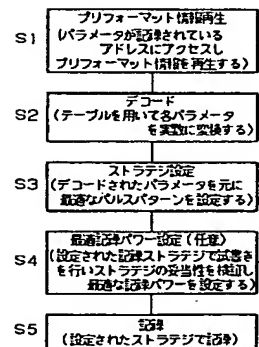 S1
プリフォーマット情報再生
(パラメータが記録されている
アドレスにアクセスし
プリフォーマット情報を再生する)
S2
デコード
(テーブルを用いて各パラメータ
を実数に変換する)
S3
ストラテジ設定
(デコードされたパラメータを元に
最適なパルスパターンを設定する)
S4
最適記録パワー設定(任意)
(設定された記録ストラテジで試書き
を行いストラテジの妥当性を検証し
最適な記録パワーを設定する)
S5
記録
(設定されたストラテジで記録)